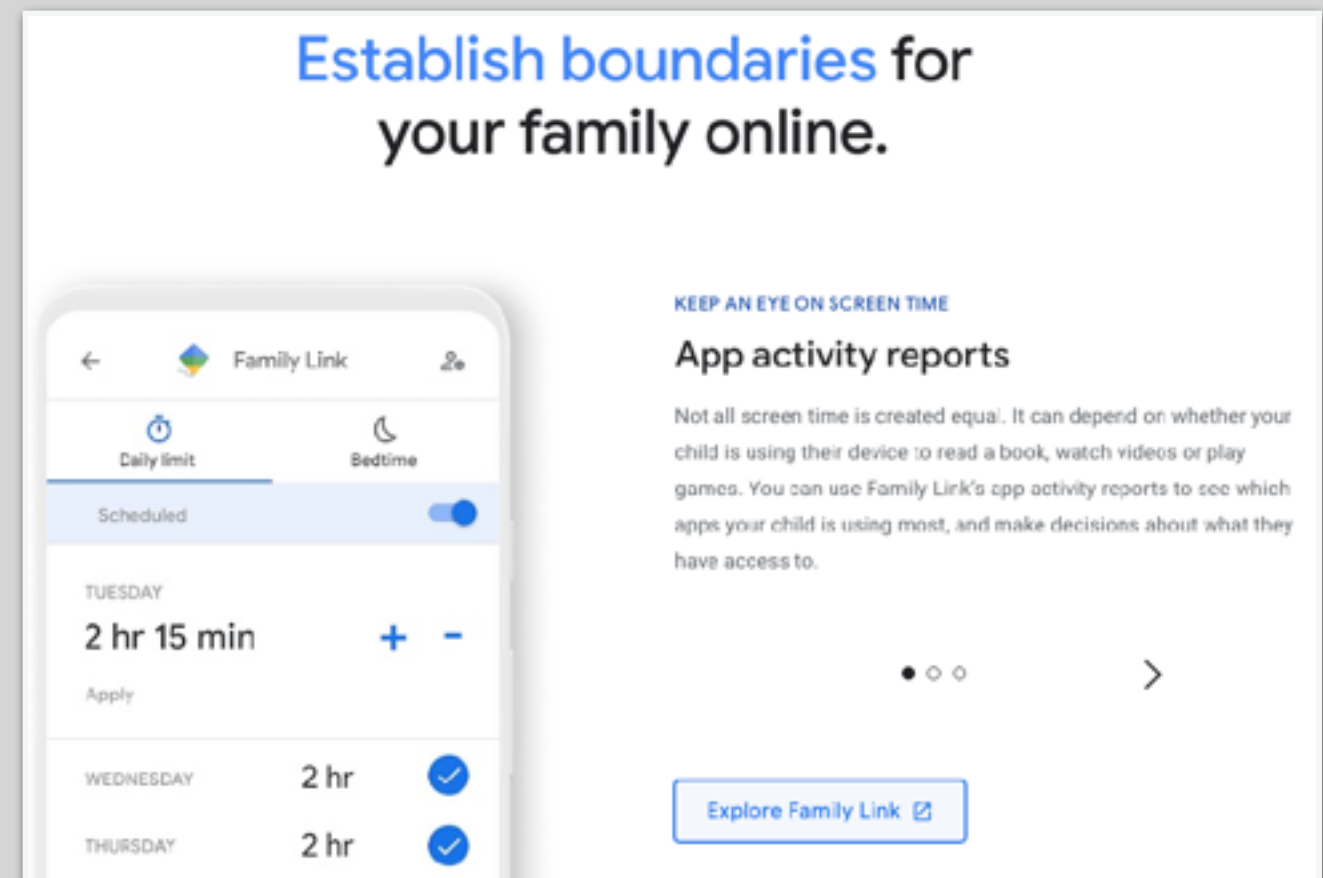 Establish boundaries for
your family online.
Family Link
Daily limit
Bedtime
Scheduled
TUESDAY
2 hr 15 min
+ -
Apply
WEDNESDAY 2 hr
THURSDAY 2 hr
KEEP AN EYE ON SCREEN TIME
App activity reports
Not all screen time is created equal. It can depend on whether your
child is using their device to read a book, watch videos or play
games. You can use Family Link's app activity reports to see which
apps your child is using most, and make decisions about what they
have access to.
Explore Family Link